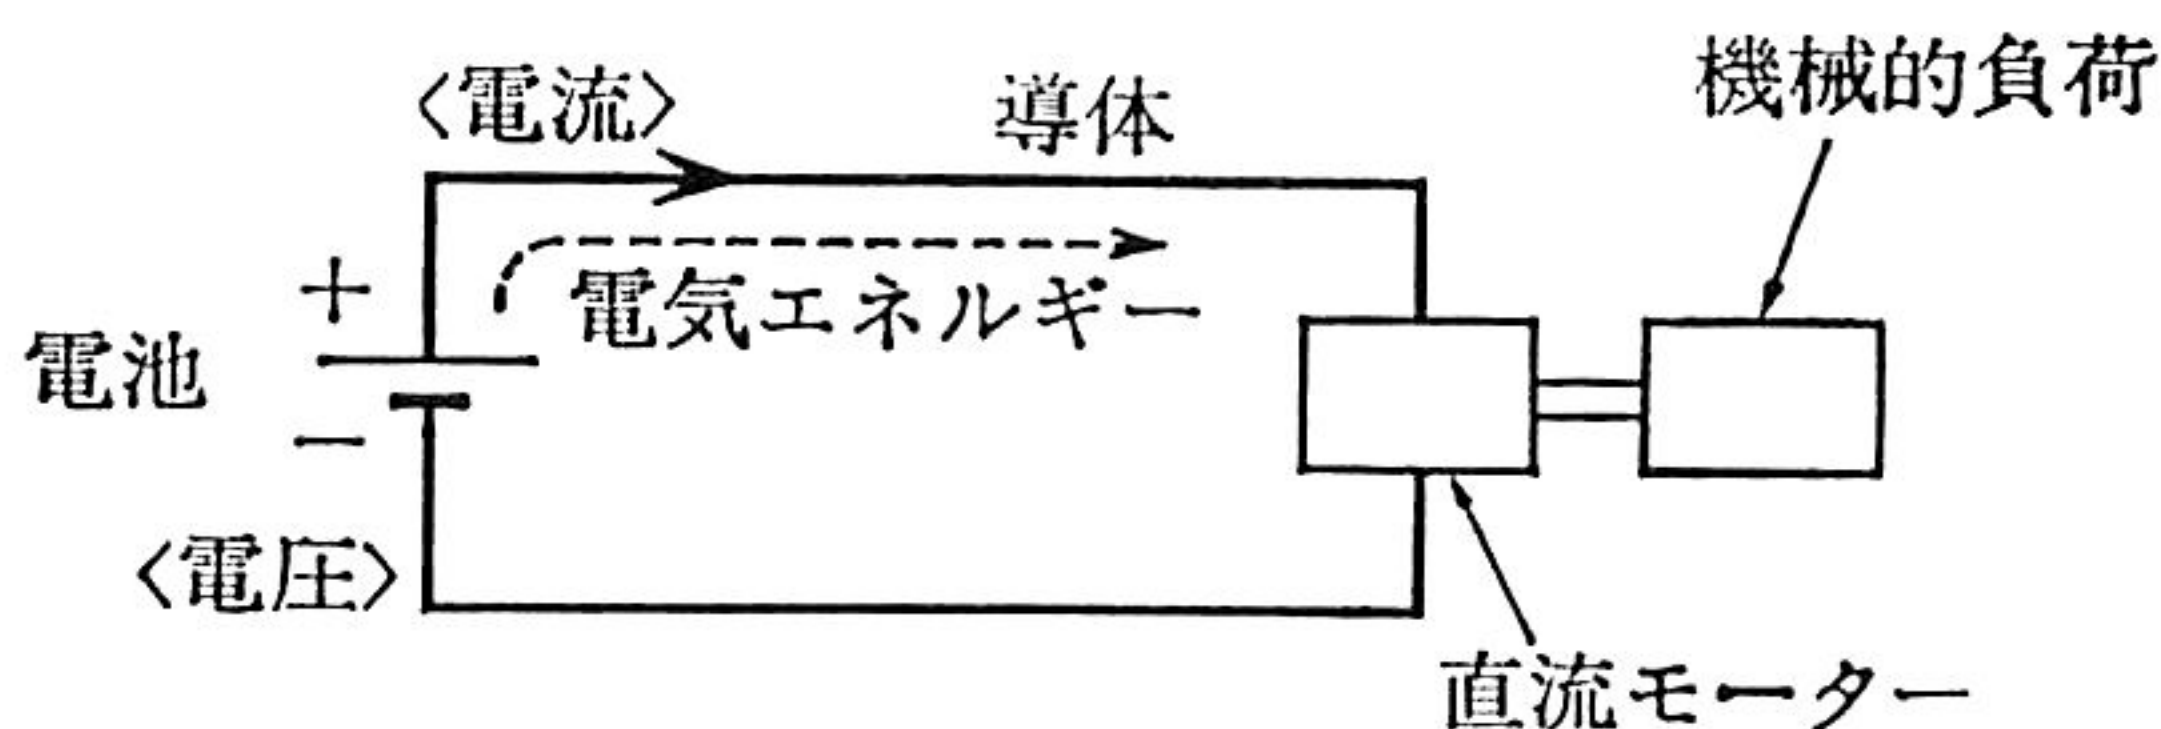 機械的負荷
〈電流〉 導体
+
電気エネルギー
電池
−
〈電圧〉
直流モーター